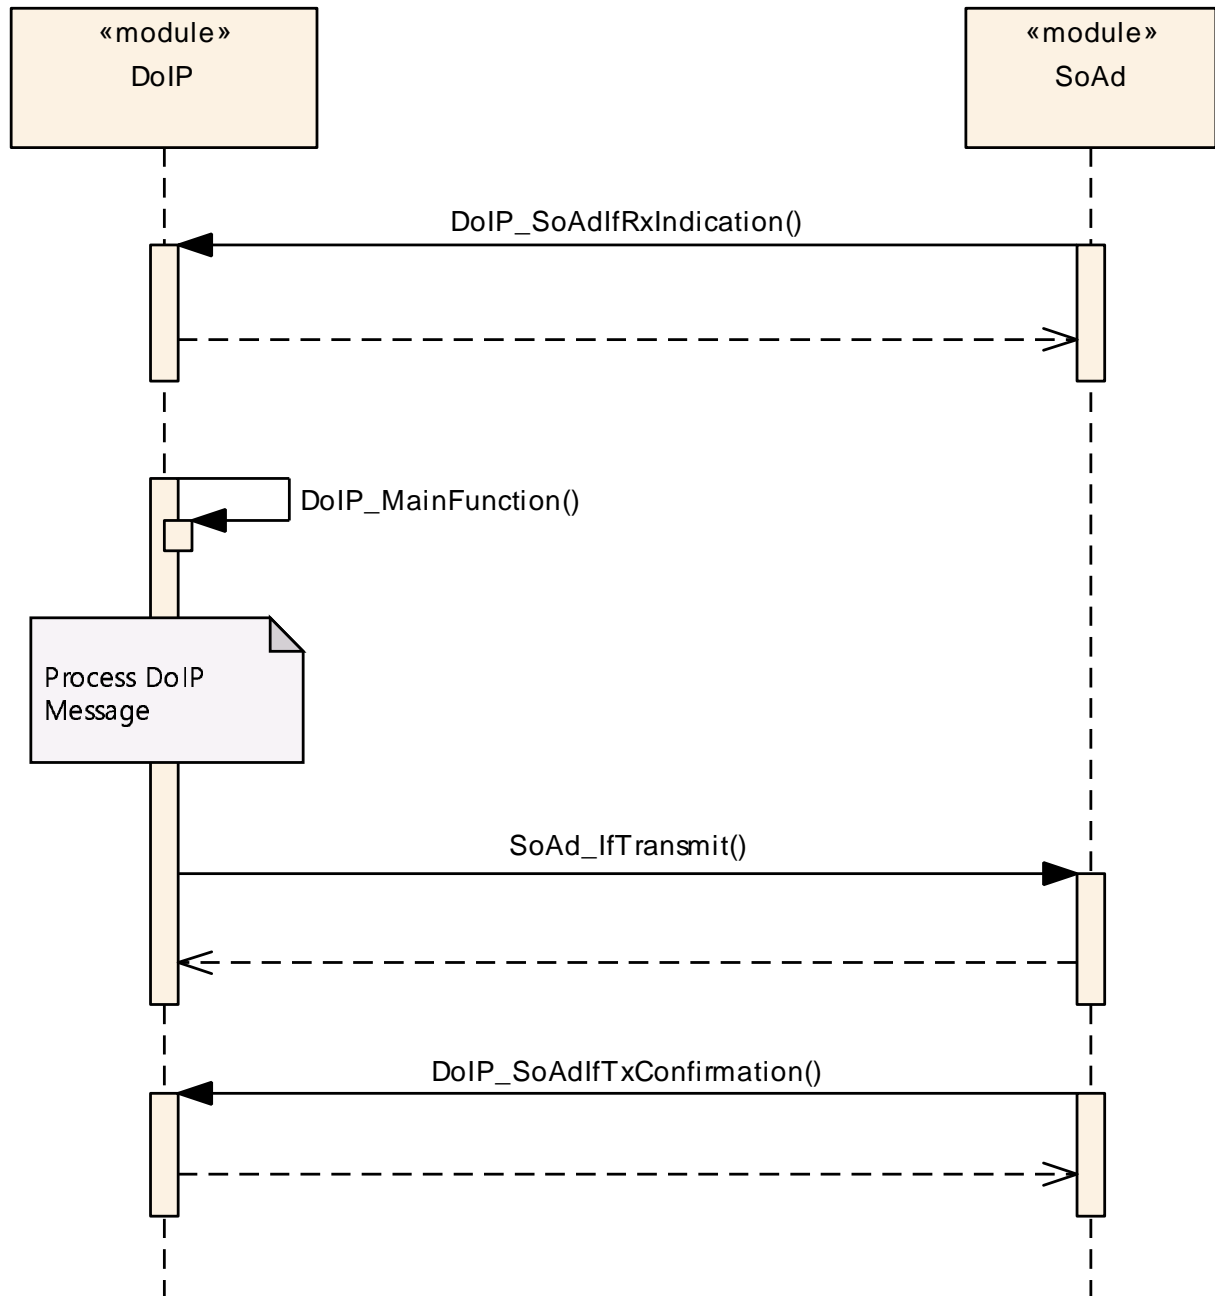 «module»
DoIP
«module»
SoAd
DoIP_SoAdIfRxIndication()
DoIP_MainFunction()
Process DoIP
Message
SoAd_IfTransmit()
DoIP_SoAdIfTxConfirmation()